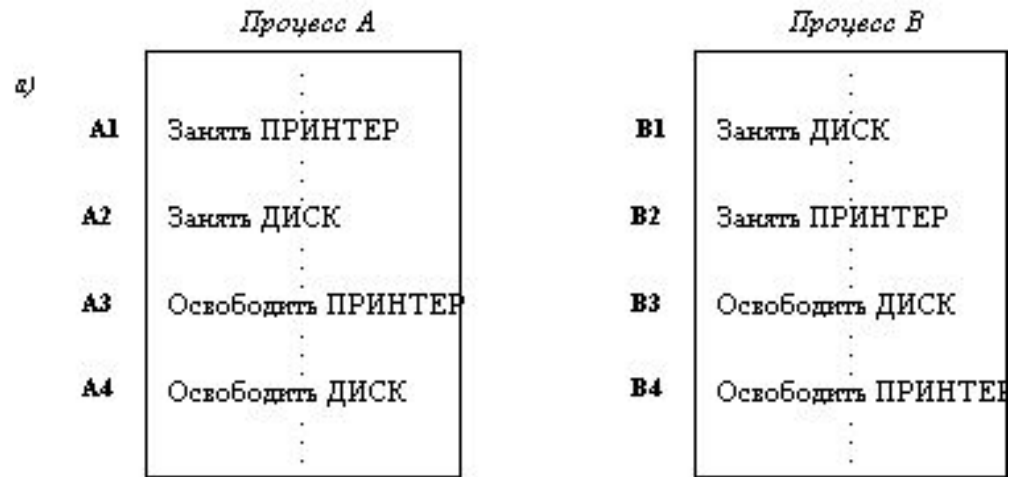 Процесс А
Процесс В
а)
А1 Занять ПРИНТЕР
В1 Занять ДИСК
А2 Занять ДИСК
В2 Занять ПРИНТЕР
А3 Освободить ПРИНТЕР
В3 Освободить ДИСК
А4 Освободить ДИСК
В4 Освободить ПРИНТЕР